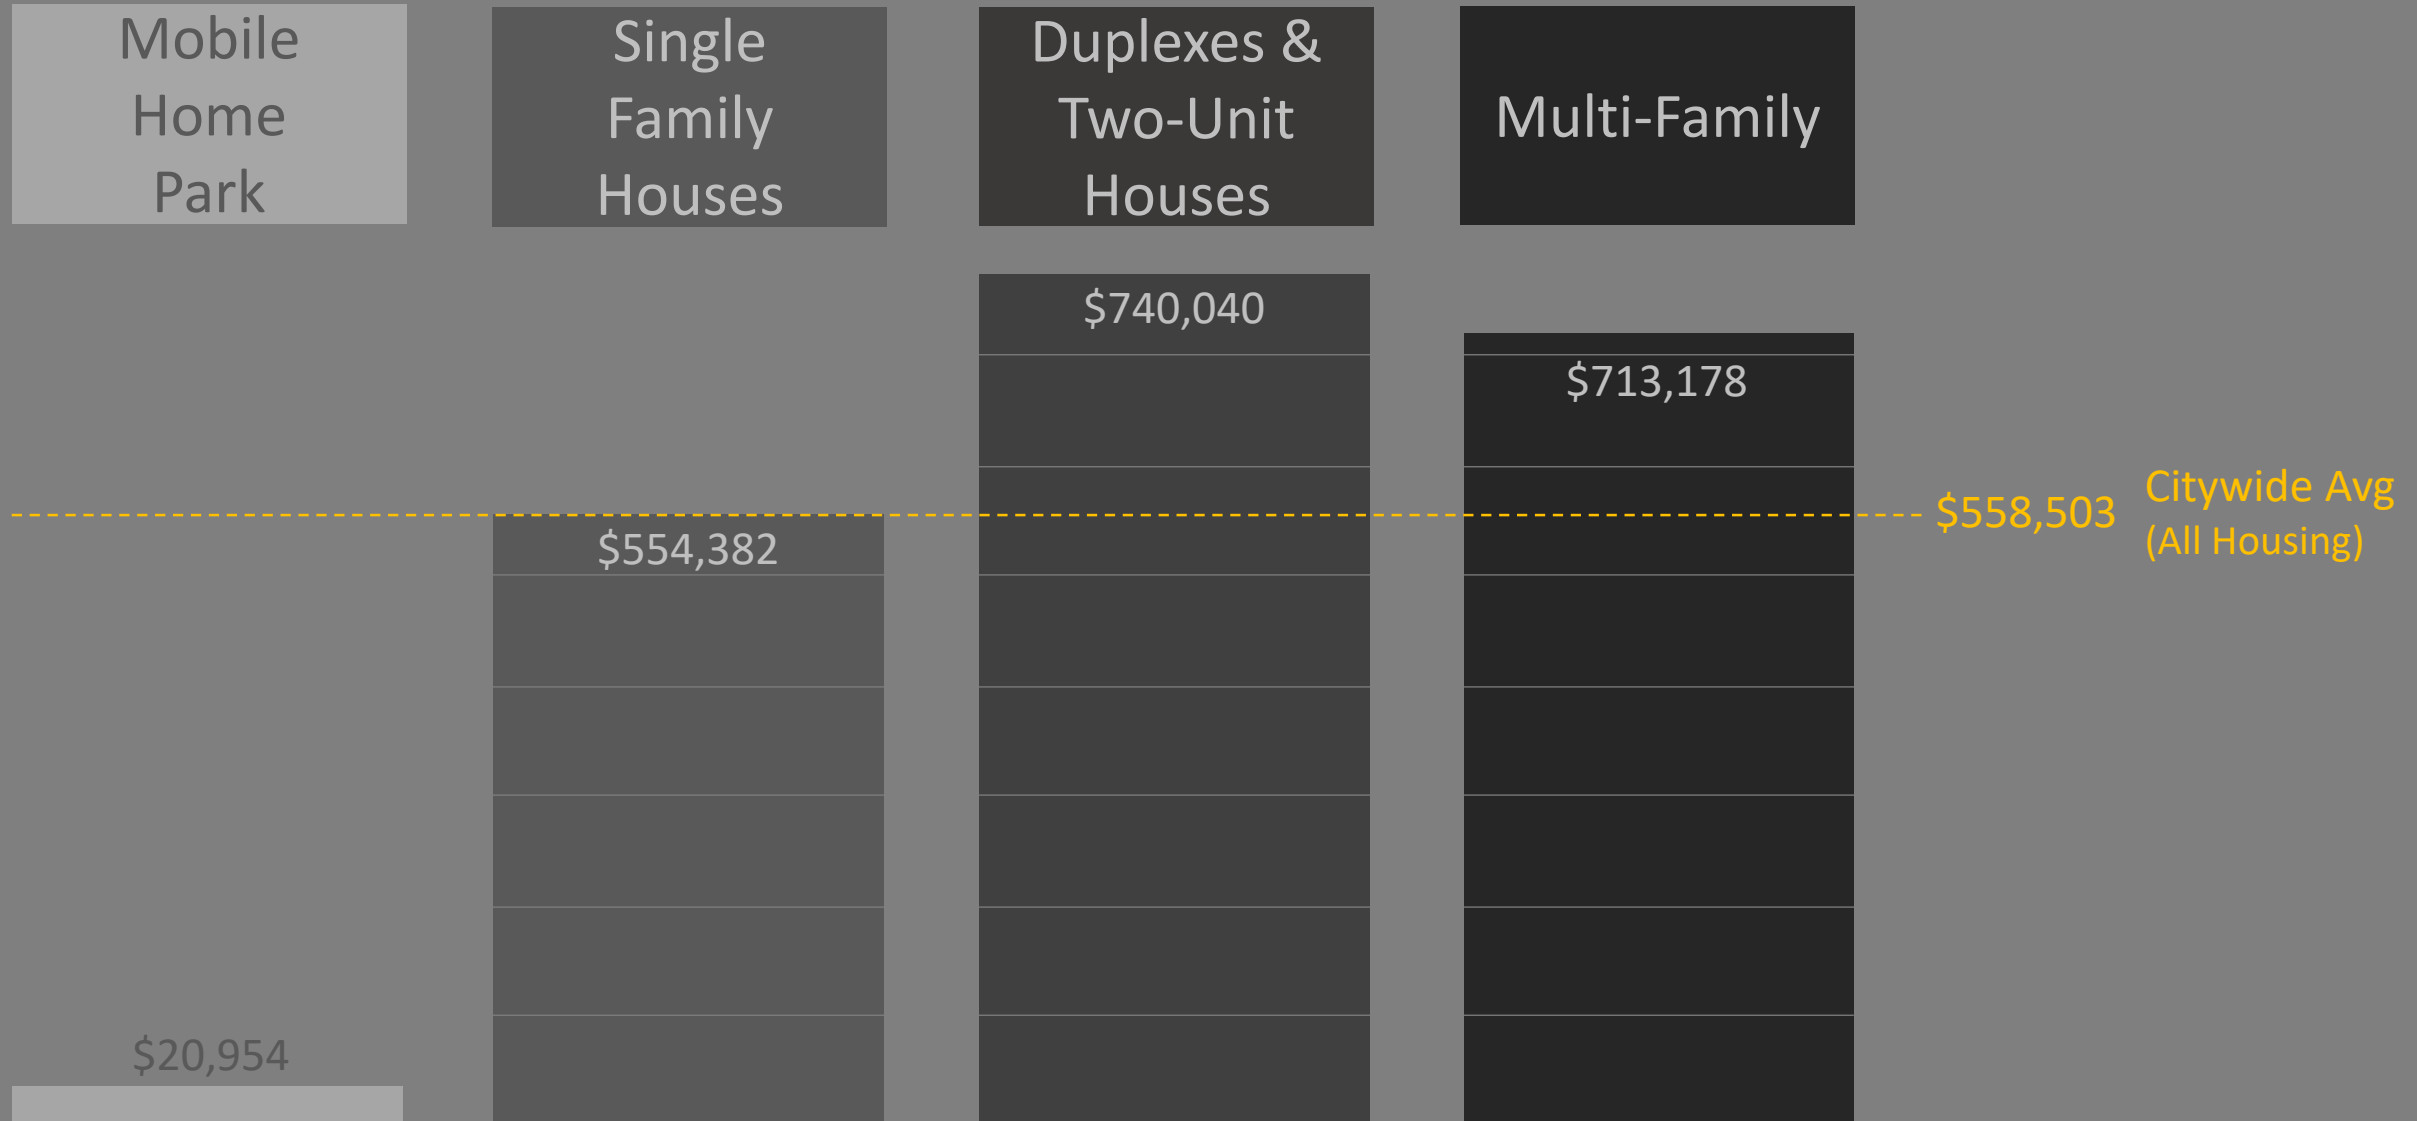 Mobile
Home
Park
Single
Family
Houses
Duplexes &
Two-Unit
Houses
Multi-Family
$740,040
$713,178
$554,382
$558,503
Citywide Avg
(All Housing)
$20,954